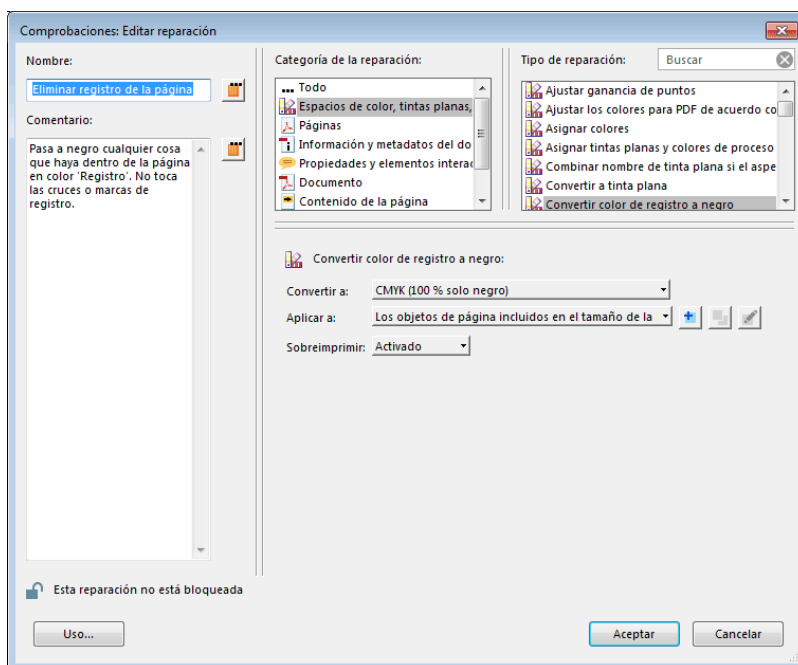 Comprobaciones: Editar reparación
Nombre:
Eliminar registro de la página
Comentario:
Pasa a negro cualquier cosa
que haya dentro de la página
en color 'Registro'. No toca
las cruces o marcas de
registro.
Esta reparación no está bloqueada
Uso...
Categoría de la reparación:
... Todo
Espacios de color, tintas planas,
Páginas
Información y metadatos del do
Propiedades y elementos interac
Documento
Contenido de la página
Tipo de reparación:
Buscar
Ajustar ganancia de puntos
Ajustar los colores para PDF de acuerdo co
Asignar colores
Asignar tintas planas y colores de proceso
Combinar nombre de tinta plana si el aspe
Convertir a tinta plana
Convertir color de registro a negro
Convertir color de registro a negro:
Convertir a: CMYK (100 % solo negro)
Aplicar a: Los objetos de página incluidos en el tamaño de la
Sobreimprimir: Activado
Aceptar
Cancelar